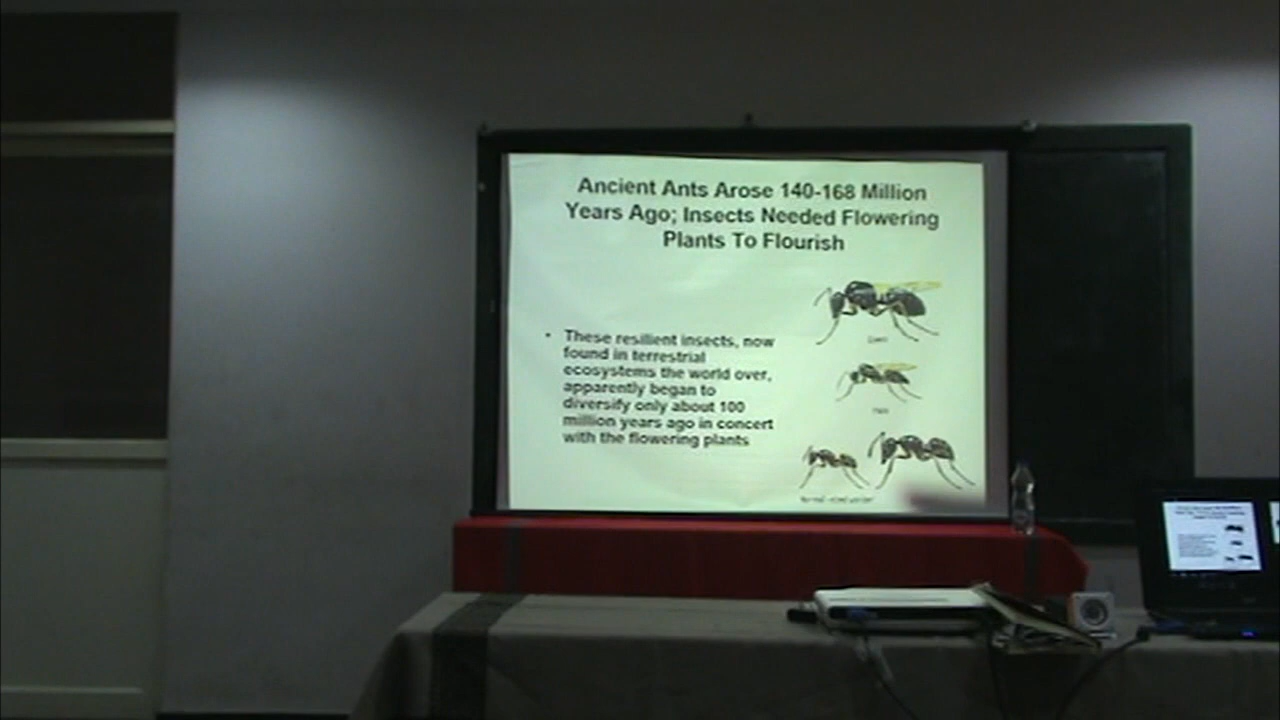 Ancient Ants Arose 140-168 Million
Years Ago; Insects Needed Flowering
Plants To Flourish
• These resilient insects, now
found in terrestrial
ecosystems the world over,
apparently began to
diversify only about 100
million years ago in concert
with the flowering plants